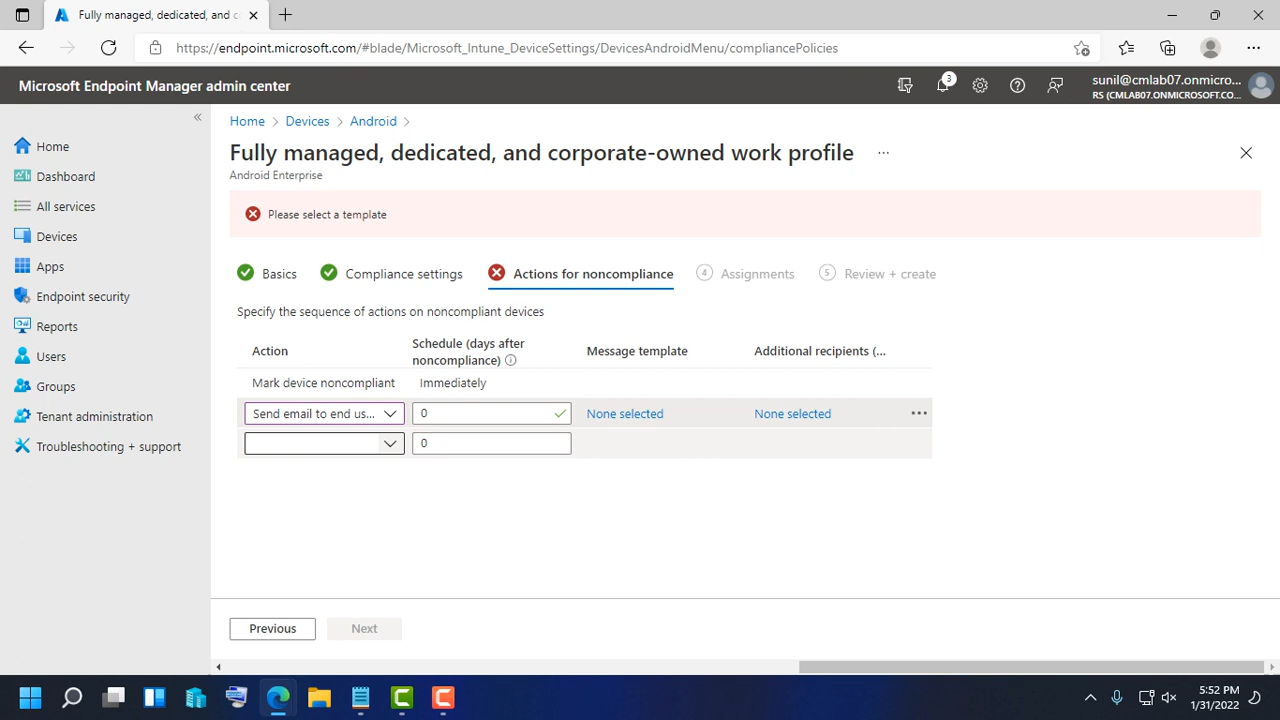 Fully managed, dedicated, and c
https://endpoint.microsoft.com/#blade/Microsoft_Intune_DeviceSettings/DevicesAndroidMenu/compliancePolicies
Microsoft Endpoint Manager admin center
3
sunil@cmlab07.onmicro...
RS (CMLAB07.ONMICROSOFT.CO...
Home
Dashboard
All services
Devices
Apps
Endpoint security
Reports
Users
Groups
Tenant administration
Troubleshooting + support
Home > Devices > Android >
Fully managed, dedicated, and corporate-owned work profile ...
Android Enterprise
Please select a template
Basics Compliance settings Actions for noncompliance 4 Assignments 5 Review + create
Specify the sequence of actions on noncompliant devices
Action Schedule (days after noncompliance) Message template Additional recipients (...
Mark device noncompliant Immediately
Send email to end us... 0 None selected None selected ...
0
Previous Next
5:52 PM
1/31/2022